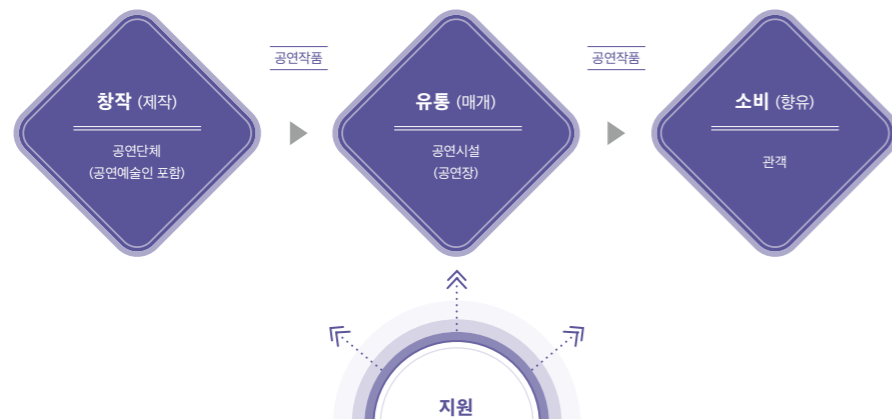 공연작품
공연작품
창작 (제작)
공연단체
(공연예술인 포함)
유통 (매개)
공연시설
(공연장)
소비 (향유)
관객
지원